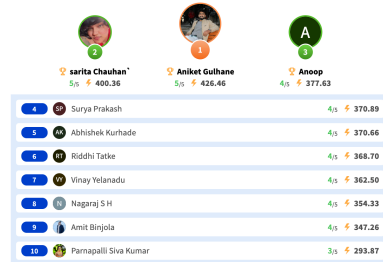 A
2
1
3
sarita Chauhan`
Aniket Gulhane
Anoop
5/5 400.36
5/5 426.46
4/5 377.63
4 SP Surya Prakash 4/5 370.89
5 AK Abhishek Kurhade 4/5 370.66
6 RT Riddhi Tatke 4/5 368.70
7 VY Vinay Yelanadu 4/5 362.50
8 N Nagaraj S H 4/5 354.33
9 Amit Binjola 4/5 347.26
10 Parnapalli Siva Kumar 3/5 293.87